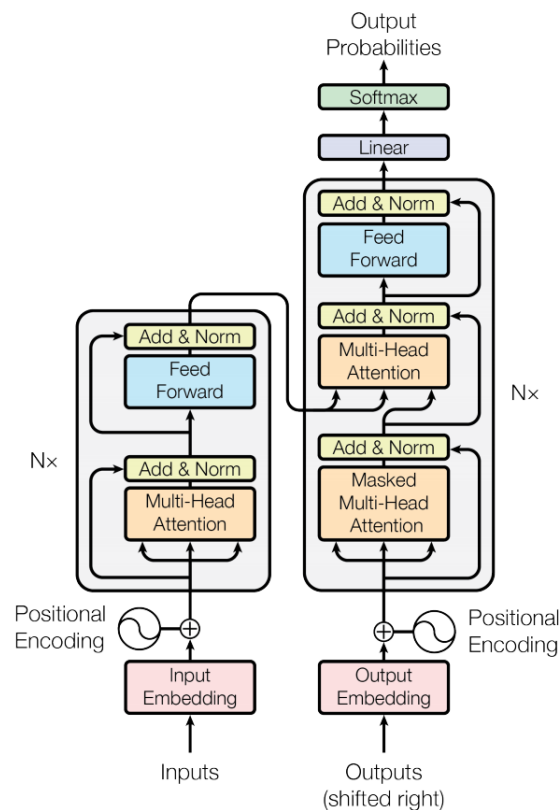 Output
Probabilities
Softmax
Linear
Add & Norm
Feed
Forward
Add & Norm
Multi-Head
Attention
Add & Norm
Masked
Multi-Head
Attention
N×
Add & Norm
Feed
Forward
Add & Norm
Multi-Head
Attention
N×
Positional
Encoding
Positional
Encoding
Input
Embedding
Output
Embedding
Inputs
Outputs
(shifted right)